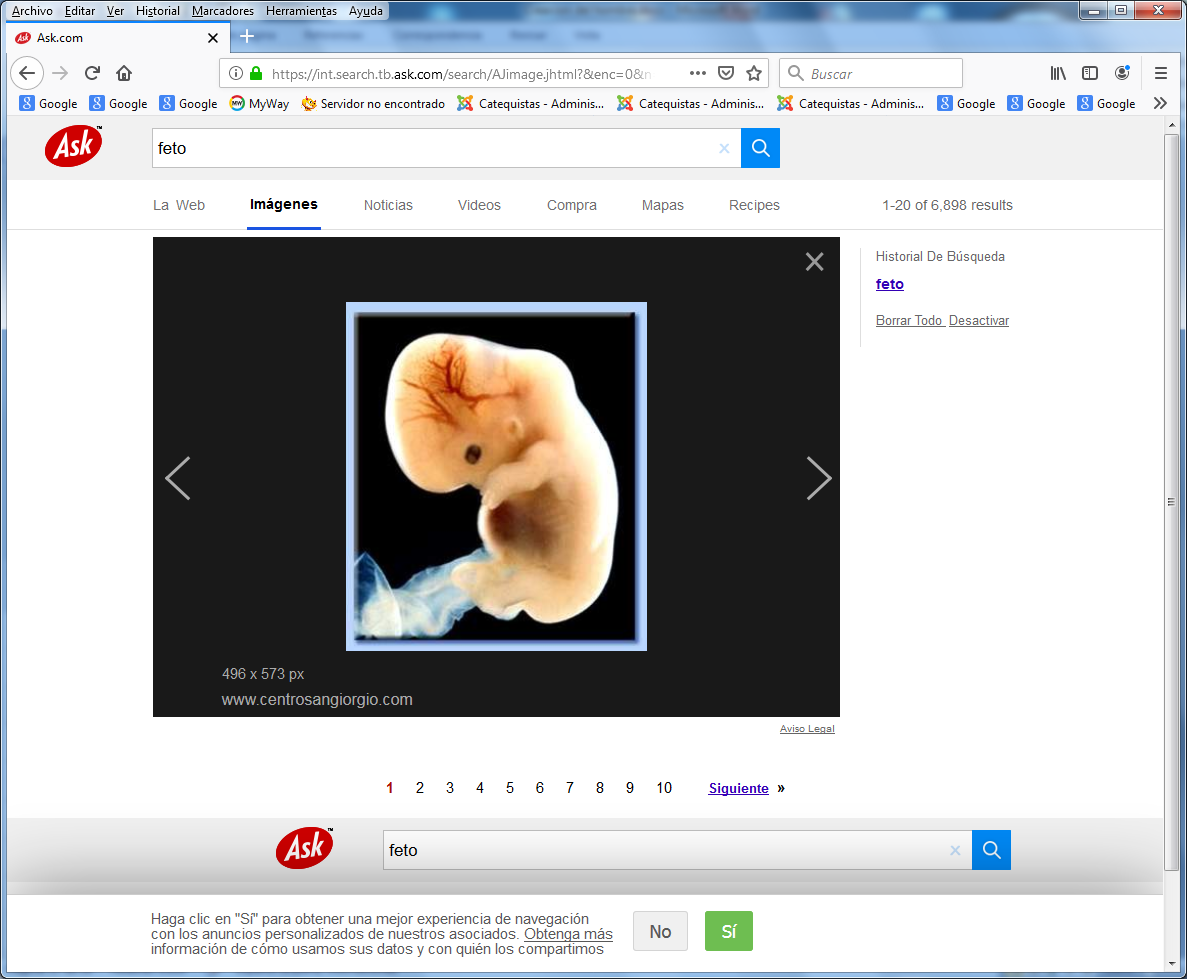 Archivo Editar Ver Historial Marcadores Herramientas Ayuda
Ask Ask.com
https://int.search.tb.ask.com/search/AJimage.jhtml?&enc=0&n
Buscar
Google Google Google MyWay Servidor no encontrado Catequistas - Adminis... Catequistas - Adminis... Catequistas - Adminis... Google Google Google
Ask™ feto
La Web Imágenes Noticias Videos Compra Mapas Recipes 1-20 of 6,898 results
Historial De Búsqueda
feto
Borrar Todo Desactivar
496 x 573 px
www.centrosangiorgio.com
Aviso Legal
1 2 3 4 5 6 7 8 9 10 Siguiente »
Ask™ feto
Haga clic en "Sí" para obtener una mejor experiencia de navegación
con los anuncios personalizados de nuestros asociados. Obtenga más
información de cómo usamos sus datos y con quién los compartimos
No Sí